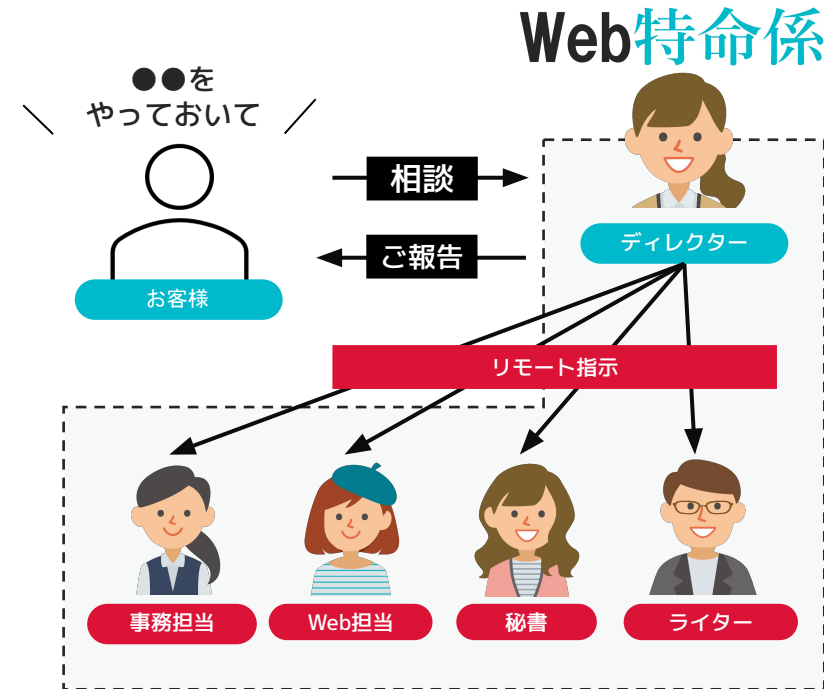 Web特命係
●●を
やっておいて
相談
ご報告
お客様
ディレクター
リモート指示
事務担当
Web担当
秘書
ライター